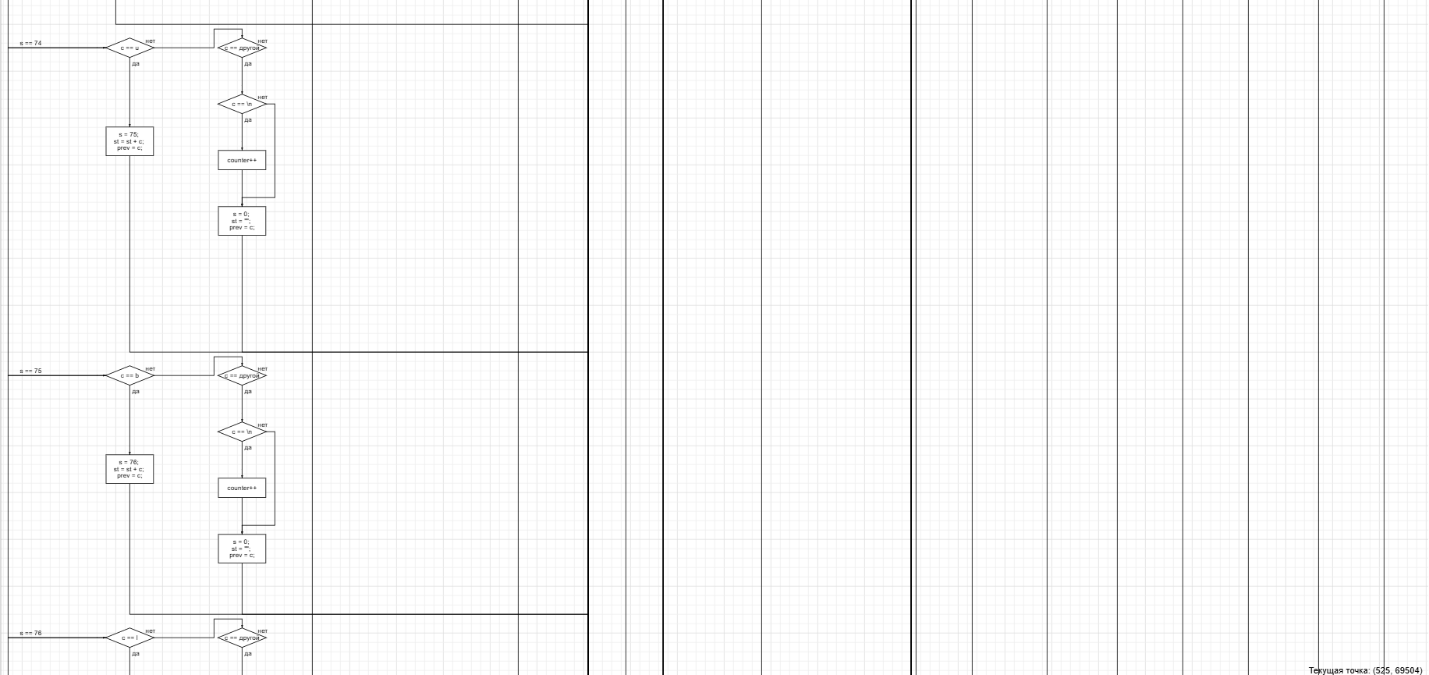 s == 74
c == u
нет
да
c == другой
нет
да
c == \n
нет
да
s = 75;
st = st + c;
prev = c;
counter++
s = 0;
st = "";
prev = c;
s == 75
c == b
нет
да
c == другой
нет
да
c == \n
нет
да
s = 76;
st = st + c;
prev = c;
counter++
s = 0;
st = "";
prev = c;
s == 76
c == l
нет
да
c == другой
нет
да
Текущая точка: (525, 69504)